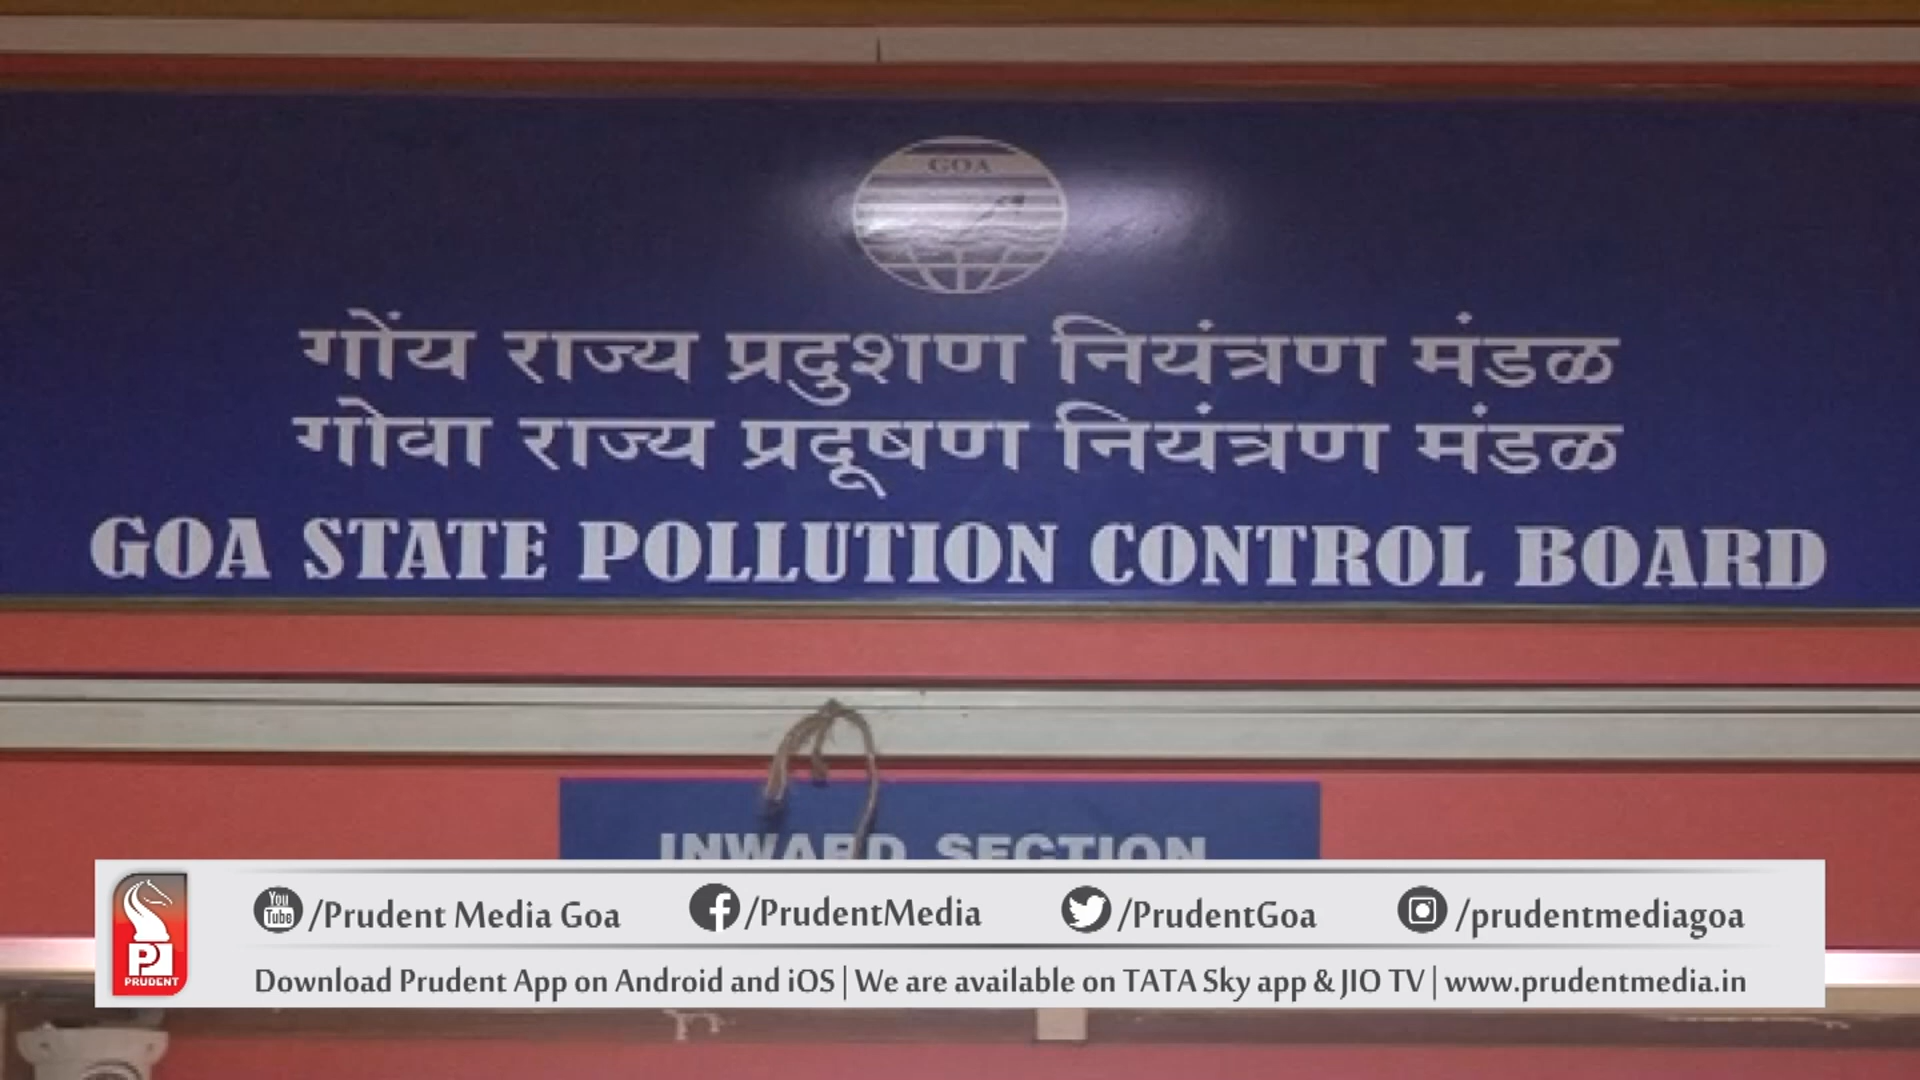 GOA
गोंय राज्य प्रदुशण नियंत्रण मंडळ
गोवा राज्य प्रदूषण नियंत्रण मंडळ
GOA STATE POLLUTION CONTROL BOARD
INWARD SECTION
You Tube /Prudent Media Goa /PrudentMedia /PrudentGoa /prudentmediagoa
PRUDENT
Download Prudent App on Android and iOS | We are available on TATA Sky app & JIO TV | www.prudentmedia.in